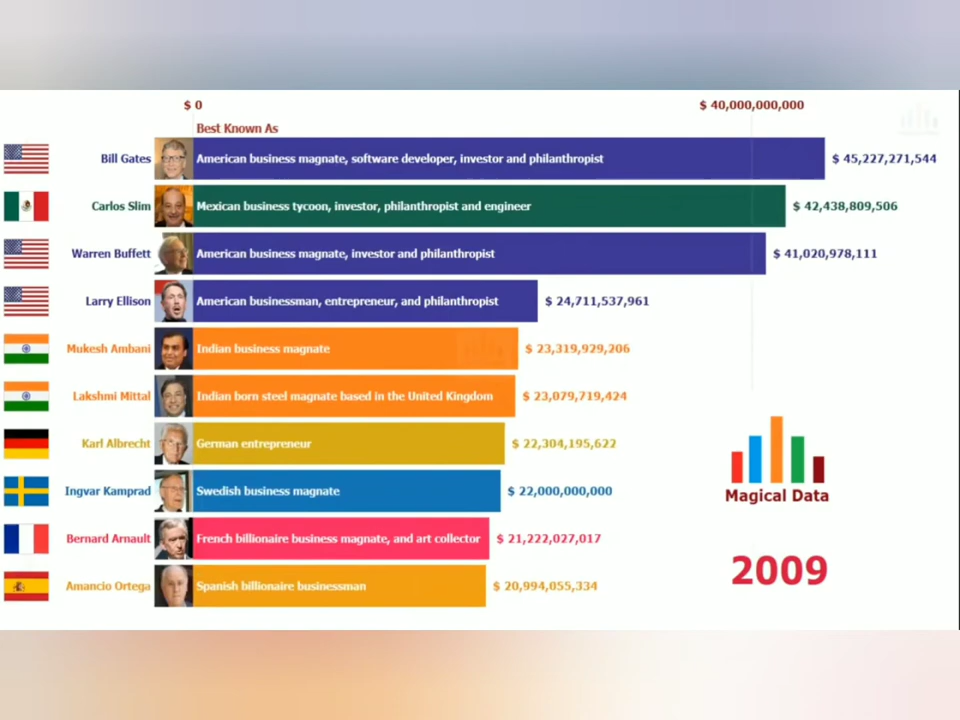 $ 0 $ 40,000,000,000
Best Known As
Bill Gates American business magnate, software developer, investor and philanthropist $ 45,227,271,544
Carlos Slim Mexican business tycoon, investor, philanthropist and engineer $ 42,438,809,506
Warren Buffett American business magnate, investor and philanthropist $ 41,020,978,111
Larry Ellison American businessman, entrepreneur, and philanthropist $ 24,711,537,961
Mukesh Ambani Indian business magnate $ 23,319,929,206
Lakshmi Mittal Indian born steel magnate based in the United Kingdom $ 23,079,719,424
Karl Albrecht German entrepreneur $ 22,304,195,622
Ingvar Kamprad Swedish business magnate $ 22,000,000,000
Magical Data
Bernard Arnault French billionaire business magnate, and art collector $ 21,222,027,017
2009
Amancio Ortega Spanish billionaire businessman $ 20,994,055,334